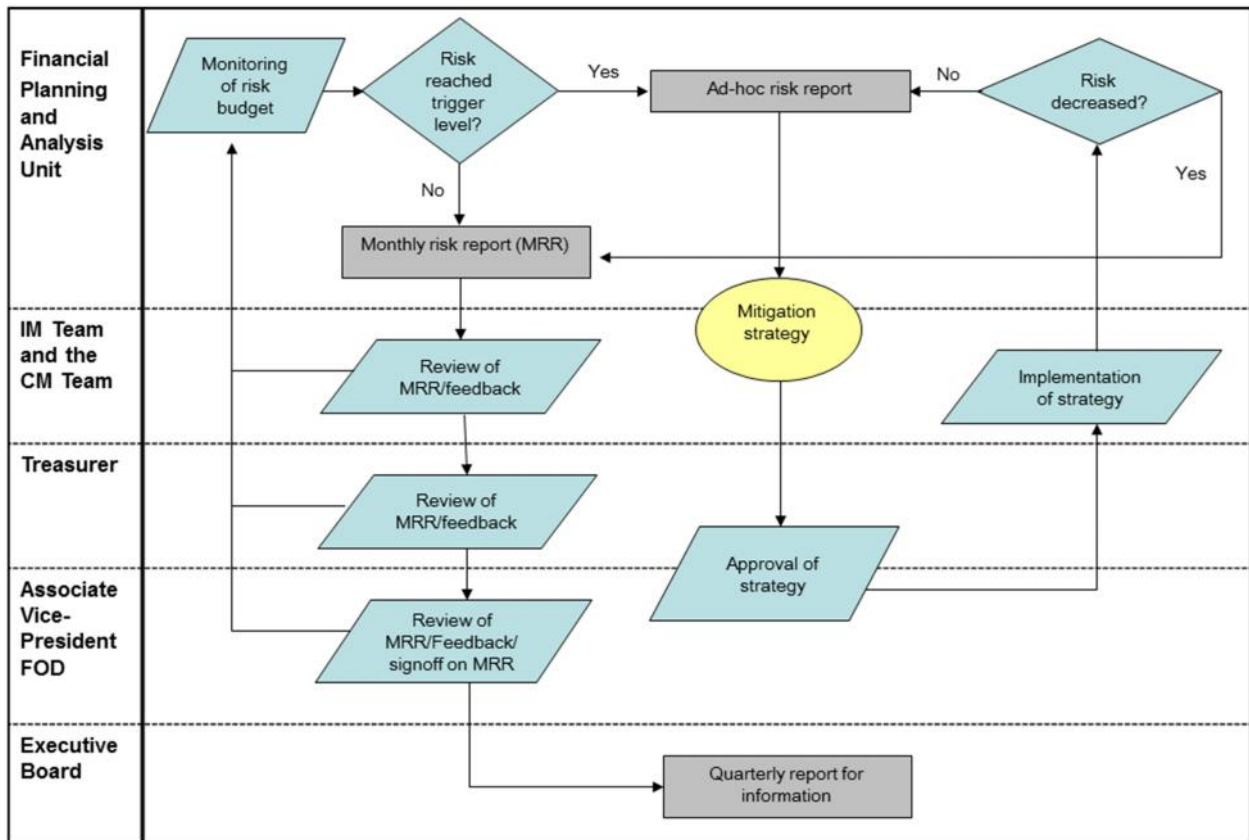 Financial
Planning
and
Analysis
Unit
Monitoring
of risk
budget
Risk
reached
trigger
level?
Yes
Ad-hoc risk report
No
Risk
decreased?
No
Yes
Monthly risk report (MRR)
IM Team
and the
CM Team
Review of
MRR/feedback
Mitigation
strategy
Implementation
of strategy
Treasurer
Review of
MRR/feedback
Approval of
strategy
Associate
Vice-
President
FOD
Review of
MRR/Feedback/
signoff on MRR
Executive
Board
Quarterly report for
information